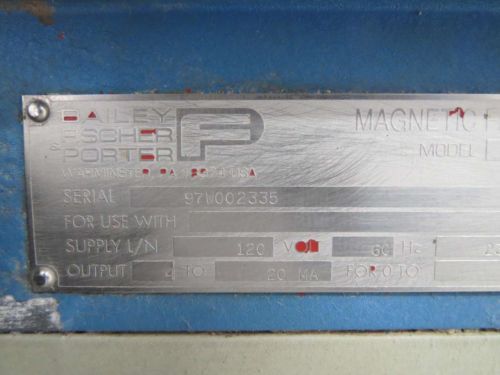 BAILEY
FISCHER
& PORTER
WARMINSTER, PA, 18974 USA
MAGNETIC
MODEL
SERIAL 97W002335
FOR USE WITH
SUPPLY L/N 120 VOLT 60 Hz
OUTPUT 4 TO 20 MA FOR 0 TO